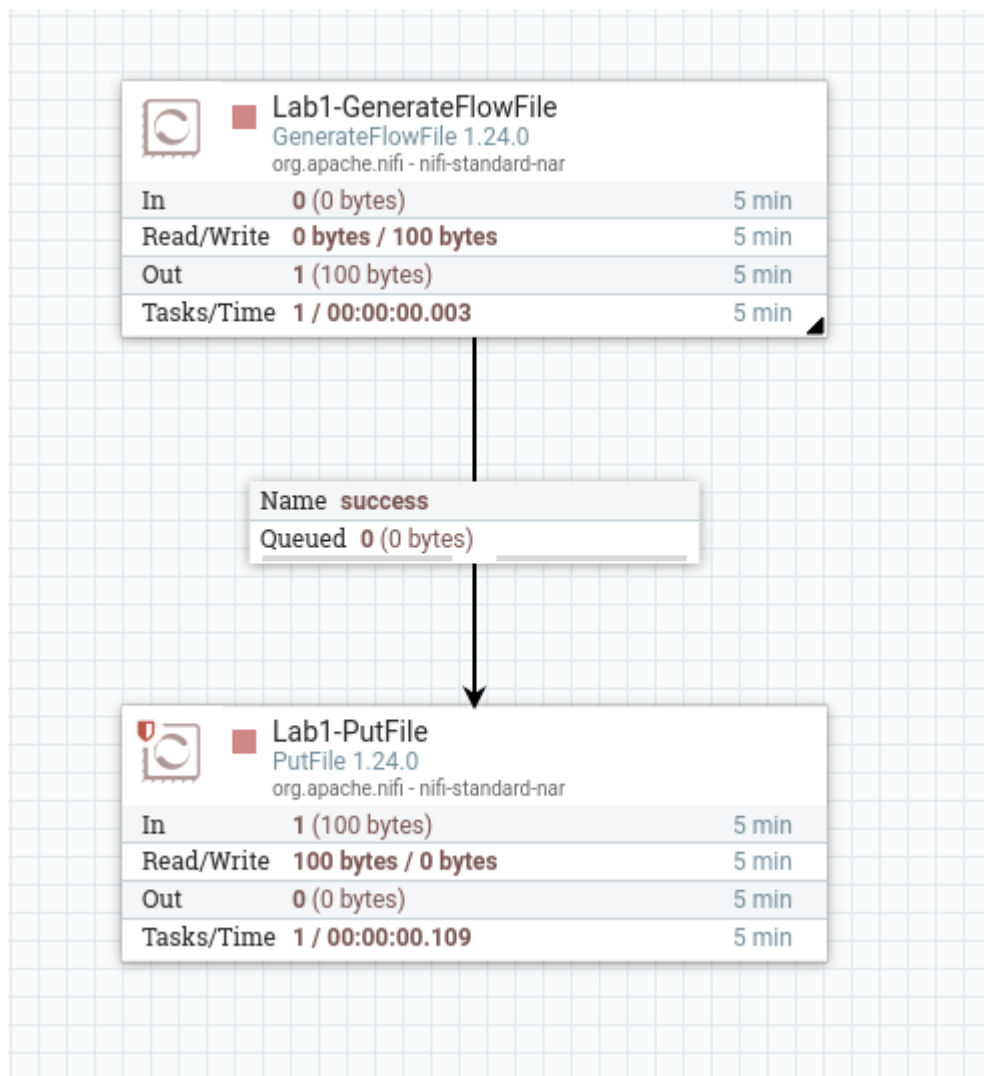 Lab1-GenerateFlowFile
GenerateFlowFile 1.24.0
org.apache.nifi - nifi-standard-nar
In 0 (0 bytes) 5 min
Read/Write 0 bytes / 100 bytes 5 min
Out 1 (100 bytes) 5 min
Tasks/Time 1 / 00:00:00.003 5 min
Name success
Queued 0 (0 bytes)
Lab1-PutFile
PutFile 1.24.0
org.apache.nifi - nifi-standard-nar
In 1 (100 bytes) 5 min
Read/Write 100 bytes / 0 bytes 5 min
Out 0 (0 bytes) 5 min
Tasks/Time 1 / 00:00:00.109 5 min